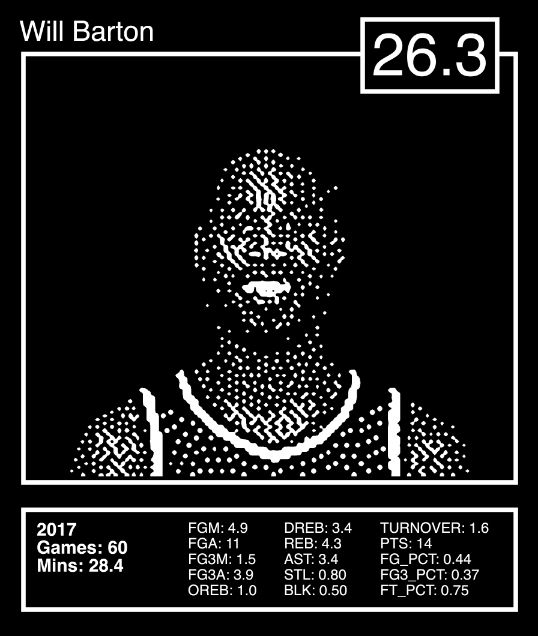 Will Barton
26.3
2017
Games: 60
Mins: 28.4
FGM: 4.9
FGA: 11
FG3M: 1.5
FG3A: 3.9
OREB: 1.0
DREB: 3.4
REB: 4.3
AST: 3.4
STL: 0.80
BLK: 0.50
TURNOVER: 1.6
PTS: 14
FG_PCT: 0.44
FG3_PCT: 0.37
FT_PCT: 0.75